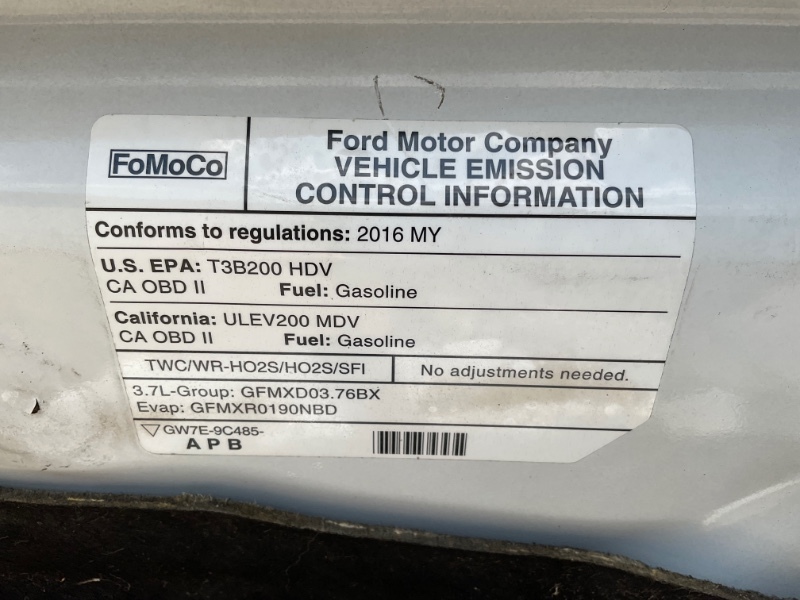 FoMoCo
Ford Motor Company
VEHICLE EMISSION
CONTROL INFORMATION
Conforms to regulations: 2016 MY
U.S. EPA: T3B200 HDV
CA OBD II Fuel: Gasoline
California: ULEV200 MDV
CA OBD II Fuel: Gasoline
TWC/WR-HO2S/HO2S/SFI No adjustments needed.
3.7L-Group: GFMXD03.76BX
Evap: GFMXR0190NBD
GW7E-9C485-
A P B